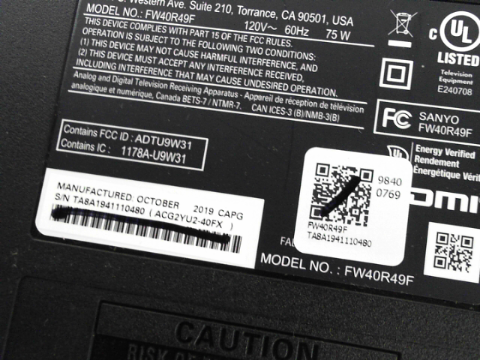 Western Ave. Suite 210, Torrance, CA 90501, USA
MODEL NO.: FW40R49F 120V~ 60Hz 75 W
THIS DEVICE COMPLIES WITH PART 15 OF THE FCC RULES.
OPERATION IS SUBJECT TO THE FOLLOWING TWO CONDITIONS:
(1) THIS DEVICE MAY NOT CAUSE HARMFUL INTERFERENCE, AND
(2) THIS DEVICE MUST ACCEPT ANY INTERFERENCE RECEIVED,
INCLUDING INTERFERENCE THAT MAY CAUSE UNDESIRED OPERATION.
Analog and Digital Television Receiving Apparatus - Appareil de réception de télévision
analogique et numérique, Canada BETS-7 / NTMR-7. CAN ICES-3 (B)/NMB-3(B)
C UL
LISTED
Television
Equipment
E240708
FC SANYO
FW40R49F
Energy Verified
Rendement
Énergétique Vérifié
Contains FCC ID : ADTU9W31
Contains IC : 1178A-U9W31
MANUFACTURED OCTOBER 2019 CAPG
S/N TA8A1941110480 ( ACG2YU2-40FX )
9840
0769
FW40R49F
TA8A1941110480
MODEL NO. : FW40R49F
CAUTION